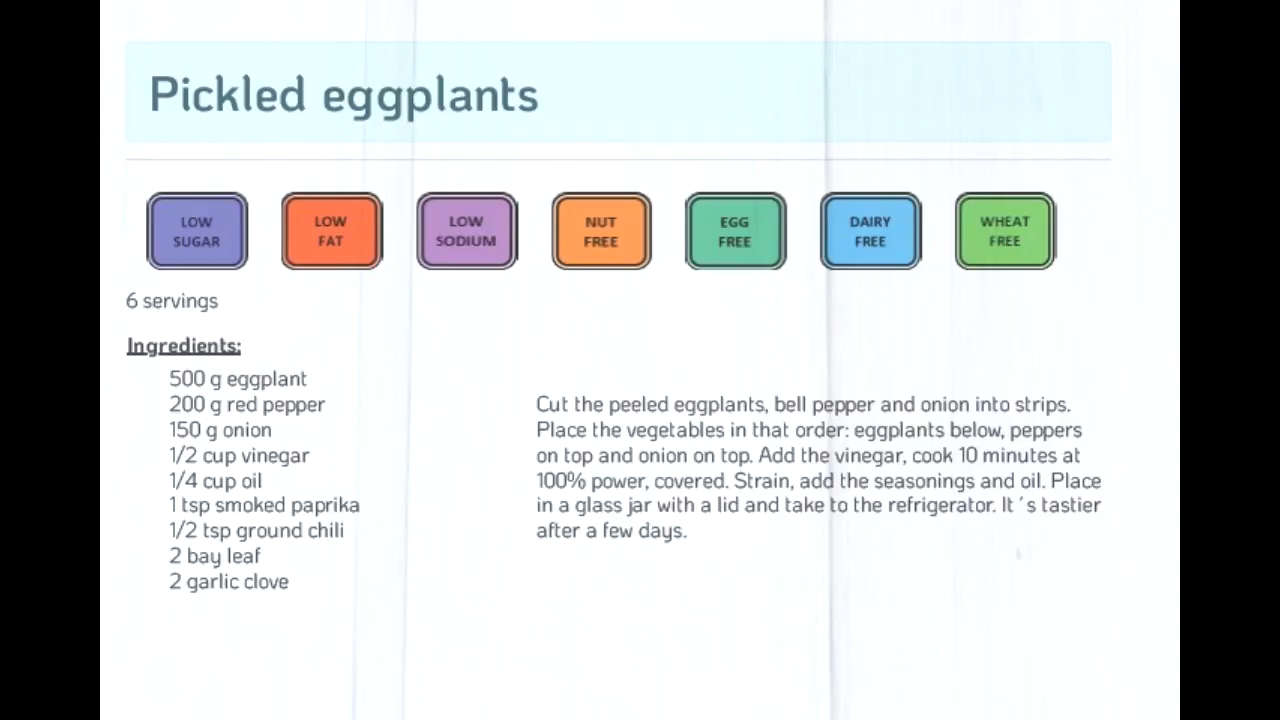 Pickled eggplants
LOW
SUGAR
LOW
FAT
LOW
SODIUM
NUT
FREE
EGG
FREE
DAIRY
FREE
WHEAT
FREE
6 servings
Ingredients:
500 g eggplant
200 g red pepper
150 g onion
1/2 cup vinegar
1/4 cup oil
1 tsp smoked paprika
1/2 tsp ground chili
2 bay leaf
2 garlic clove
Cut the peeled eggplants, bell pepper and onion into strips.
Place the vegetables in that order: eggplants below, peppers
on top and onion on top. Add the vinegar, cook 10 minutes at
100% power, covered. Strain, add the seasonings and oil. Place
in a glass jar with a lid and take to the refrigerator. It´s tastier
after a few days.